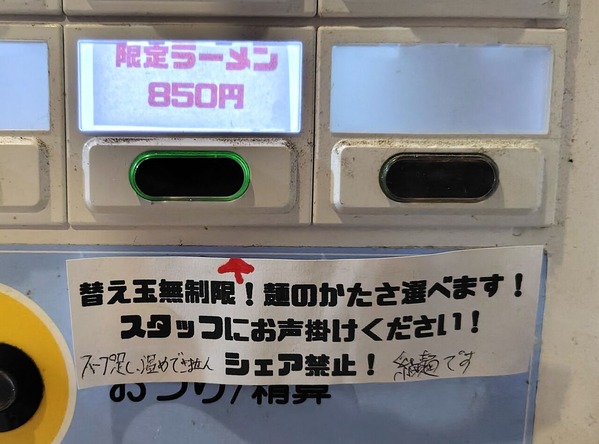 限定ラーメン
850円
替え玉無制限！麺のかたさ選べます！
スタッフにお声掛けください！
スープ足し、温めできません シェア禁止！ 細麺です
おつり/精算